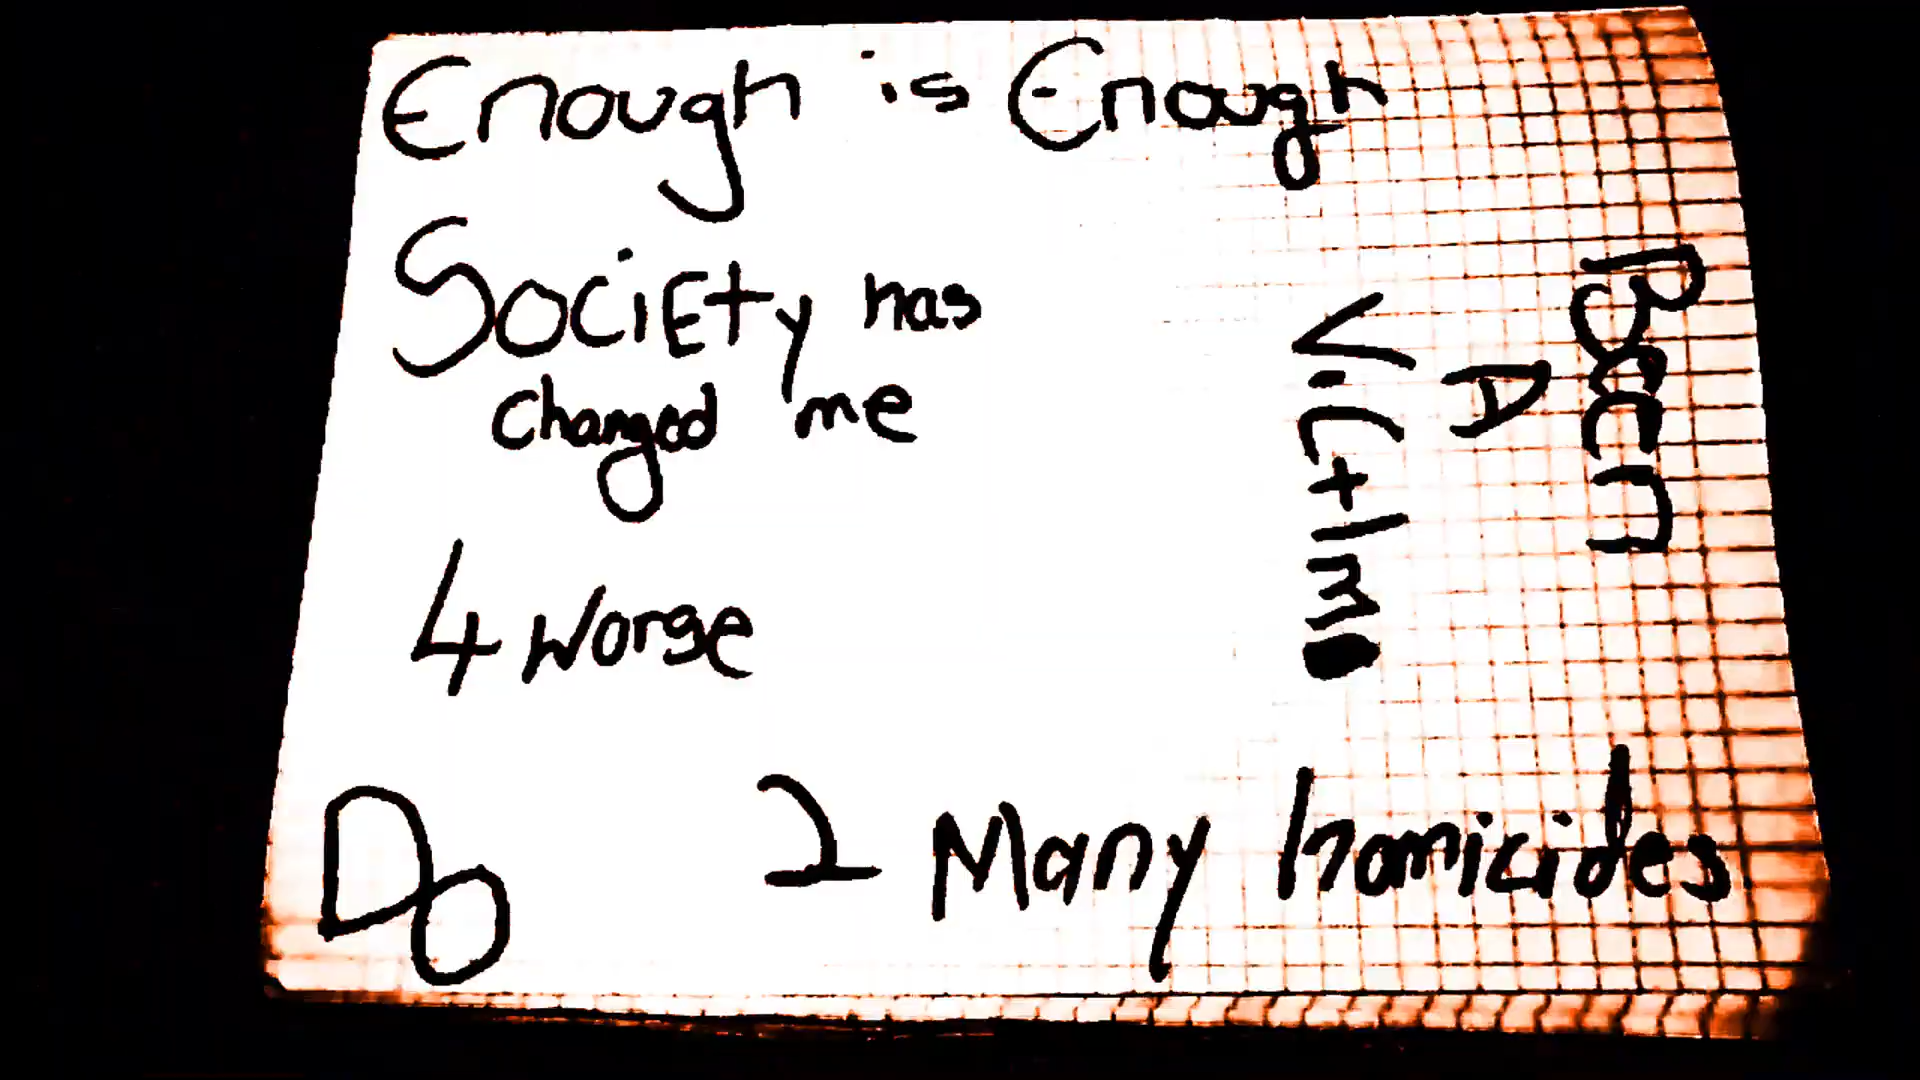 Enough is Enough
SociEty has
changed me
4 Worse
Been
A
Victim
Do 2 Many homicides